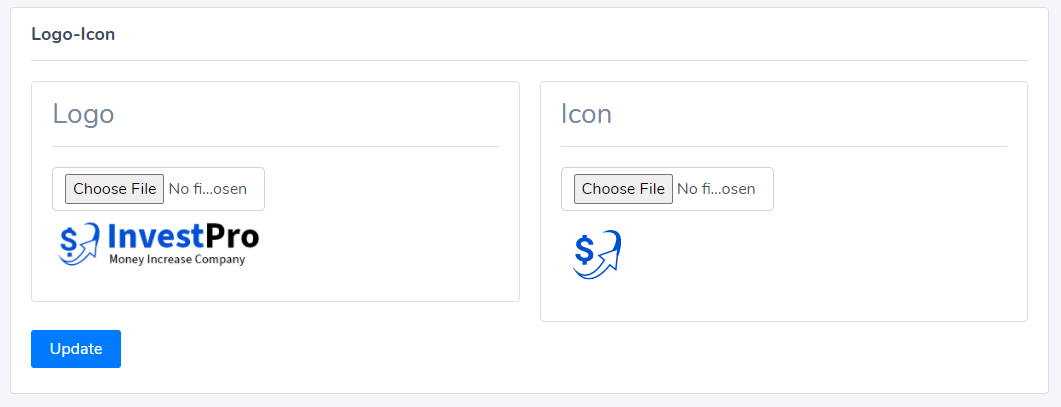 Logo-Icon
Logo
Choose File No fi...osen
InvestPro
Money Increase Company
Icon
Choose File No fi...osen
$
Update